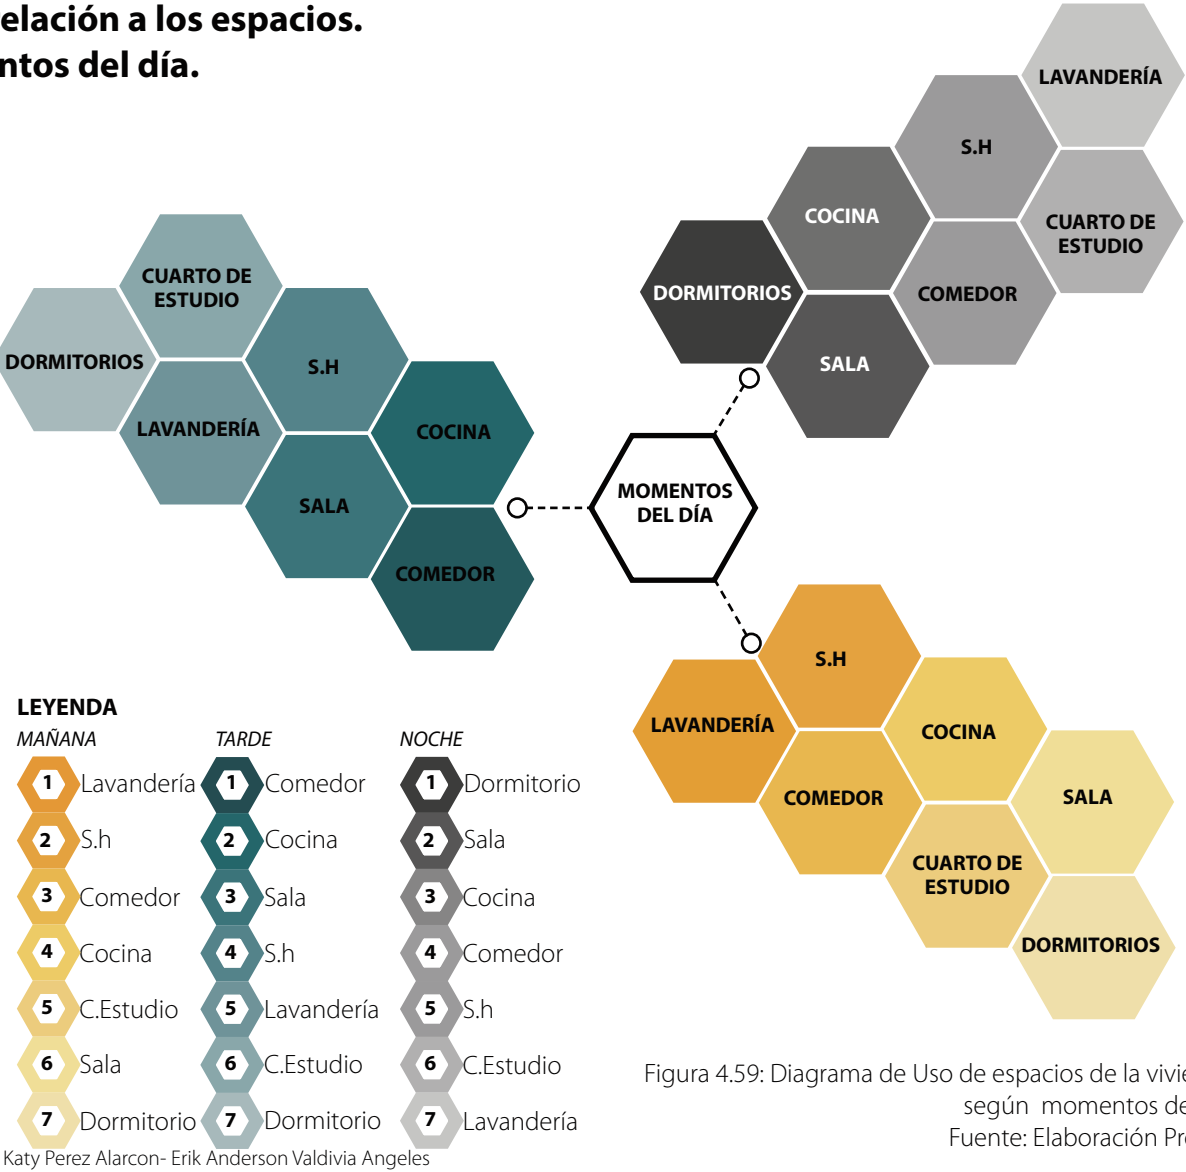 elación a los espacios.
ntos del día.
LAVANDERÍA
S.H
COCINA
CUARTO DE
ESTUDIO
DORMITORIOS
COMEDOR
SALA
CUARTO DE
ESTUDIO
DORMITORIOS
S.H
LAVANDERÍA
COCINA
SALA
COMEDOR
MOMENTOS
DEL DÍA
S.H
LAVANDERÍA
COCINA
COMEDOR
SALA
CUARTO DE
ESTUDIO
DORMITORIOS
LEYENDA
MAÑANA
1 Lavandería
2 S.h
3 Comedor
4 Cocina
5 C.Estudio
6 Sala
7 Dormitorio
TARDE
1 Comedor
2 Cocina
3 Sala
4 S.h
5 Lavandería
6 C.Estudio
7 Dormitorio
NOCHE
1 Dormitorio
2 Sala
3 Cocina
4 Comedor
5 S.h
6 C.Estudio
7 Lavandería
Figura 4.59: Diagrama de Uso de espacios de la vivie
según momentos de
Fuente: Elaboración Pr
Katy Perez Alarcon- Erik Anderson Valdivia Angeles